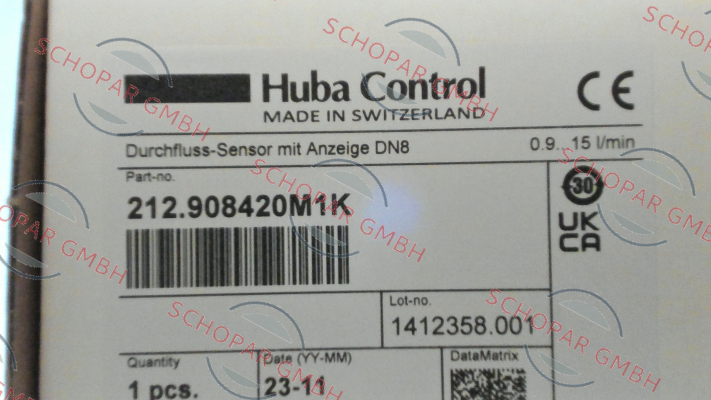 Huba Control
MADE IN SWITZERLAND
CE
Durchfluss-Sensor mit Anzeige DN8 0.9...15 l/min
Part-no.
212.908420M1K
30
UK
CA
Lot-no.
1412358.001
Quantity
1 pcs.
Date (YY-MM)
23-11
DataMatrix
SCHOPAR GMBH
SCHOPAR GMBH
SCHOPAR GMBH
SCHOPAR GMBH
SCHOPAR GMBH
SCHOPAR GMBH
SCHOPAR GMBH